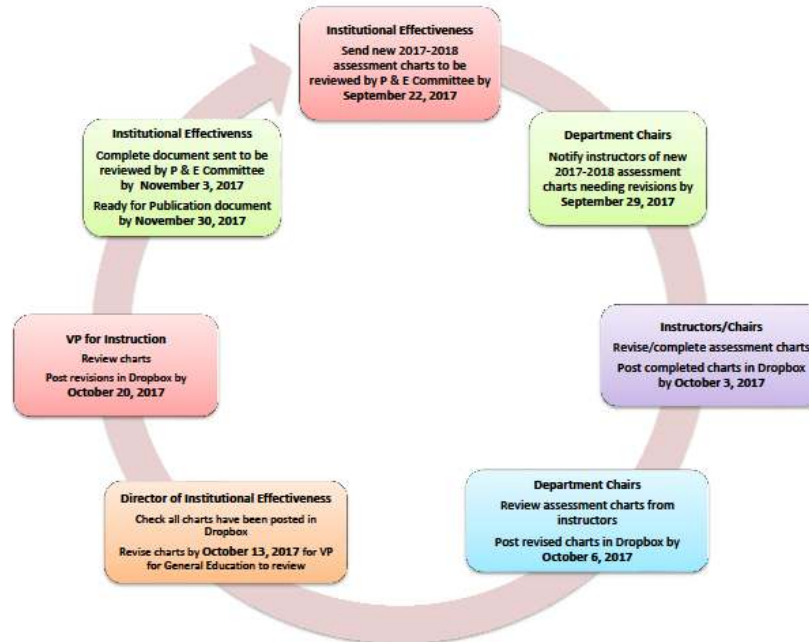 Institutional Effectiveness
Send new 2017-2018
assessment charts to be
reviewed by P & E Committee by
September 22, 2017
Department Chairs
Notify instructors of new
2017-2018 assessment
charts needing revisions by
September 29, 2017
Instructors/Chairs
Revise/complete assessment charts
Post completed charts in Dropbox
by October 3, 2017
Department Chairs
Review assessment charts from
instructors
Post revised charts in Dropbox by
October 6, 2017
Director of Institutional Effectiveness
Check all charts have been posted in
Dropbox
Revise charts by October 13, 2017 for VP
for General Education to review
VP for Instruction
Review charts
Post revisions in Dropbox by
October 20, 2017
Institutional Effectivenss
Complete document sent to be
reviewed by P & E Committee
by November 3, 2017
Ready for Publication document
by November 30, 2017